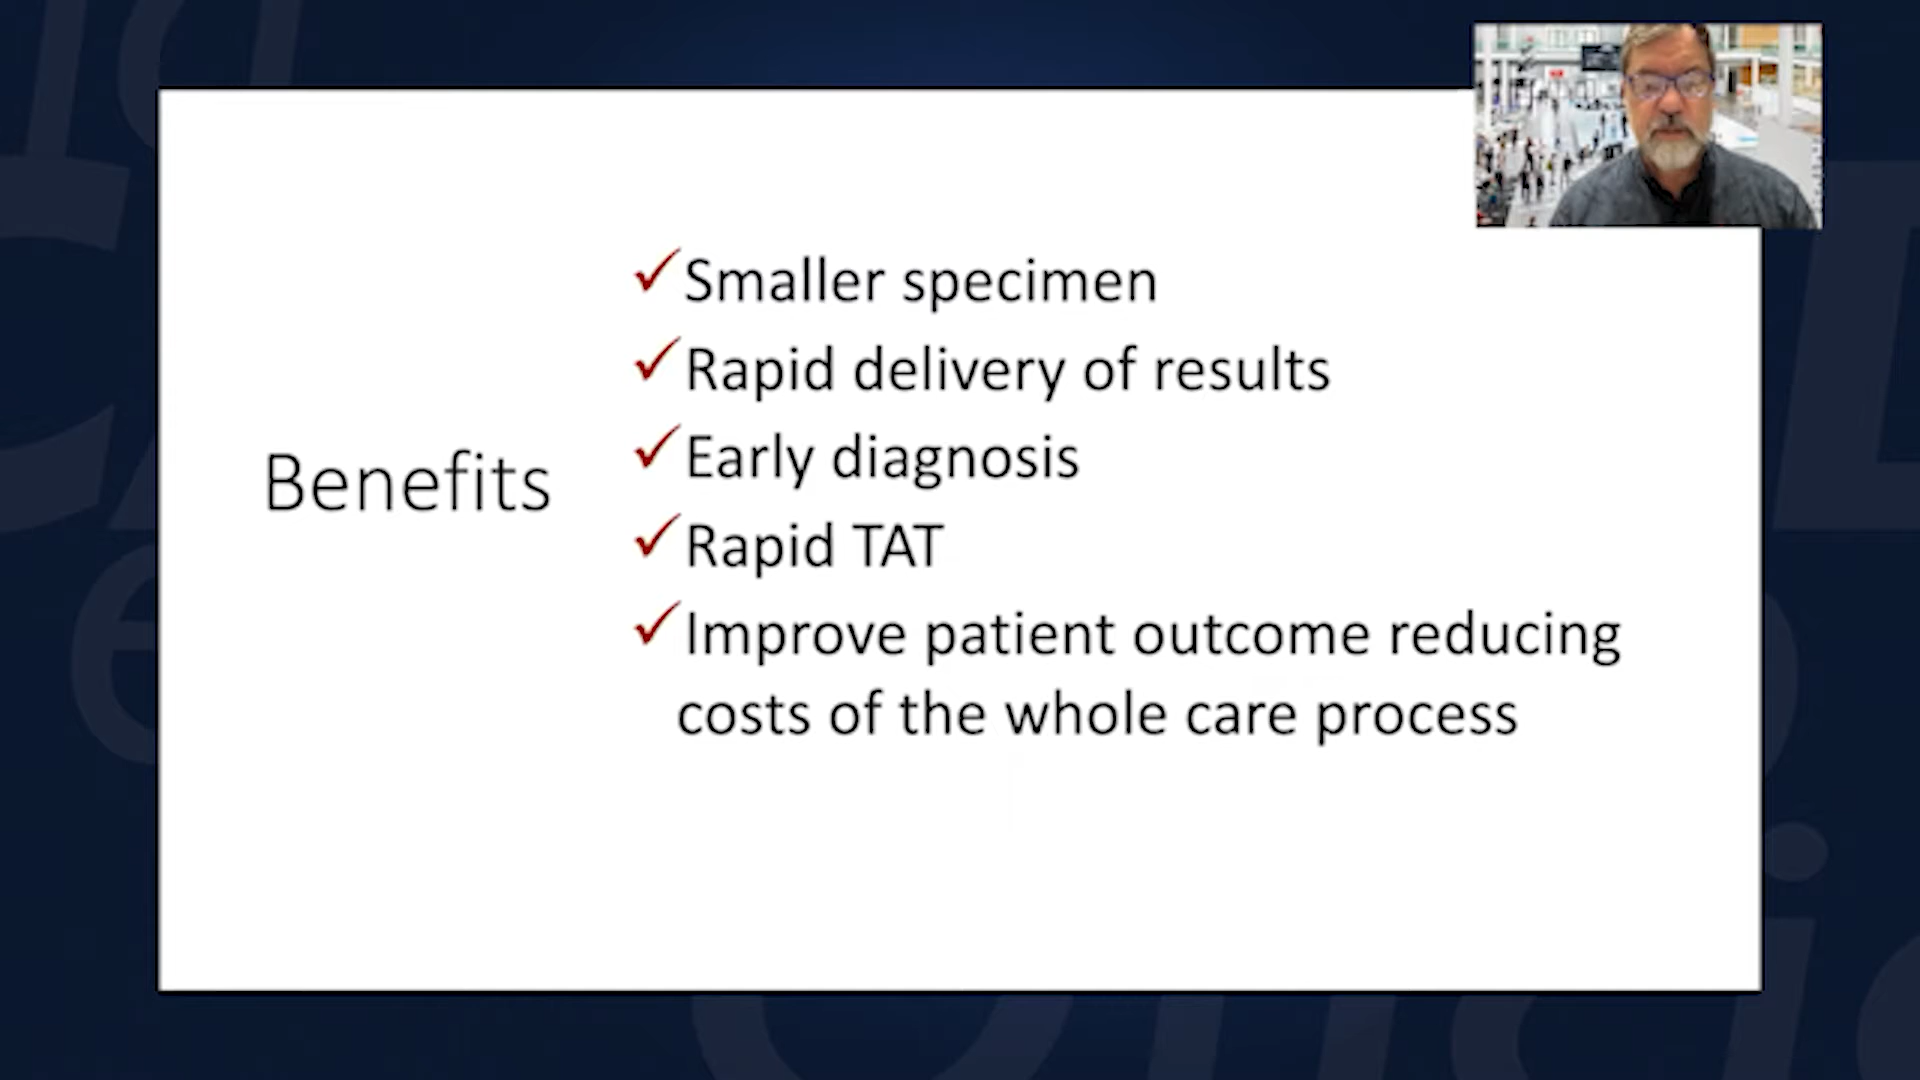 Benefits
Smaller specimen
Rapid delivery of results
Early diagnosis
Rapid TAT
Improve patient outcome reducing
costs of the whole care process